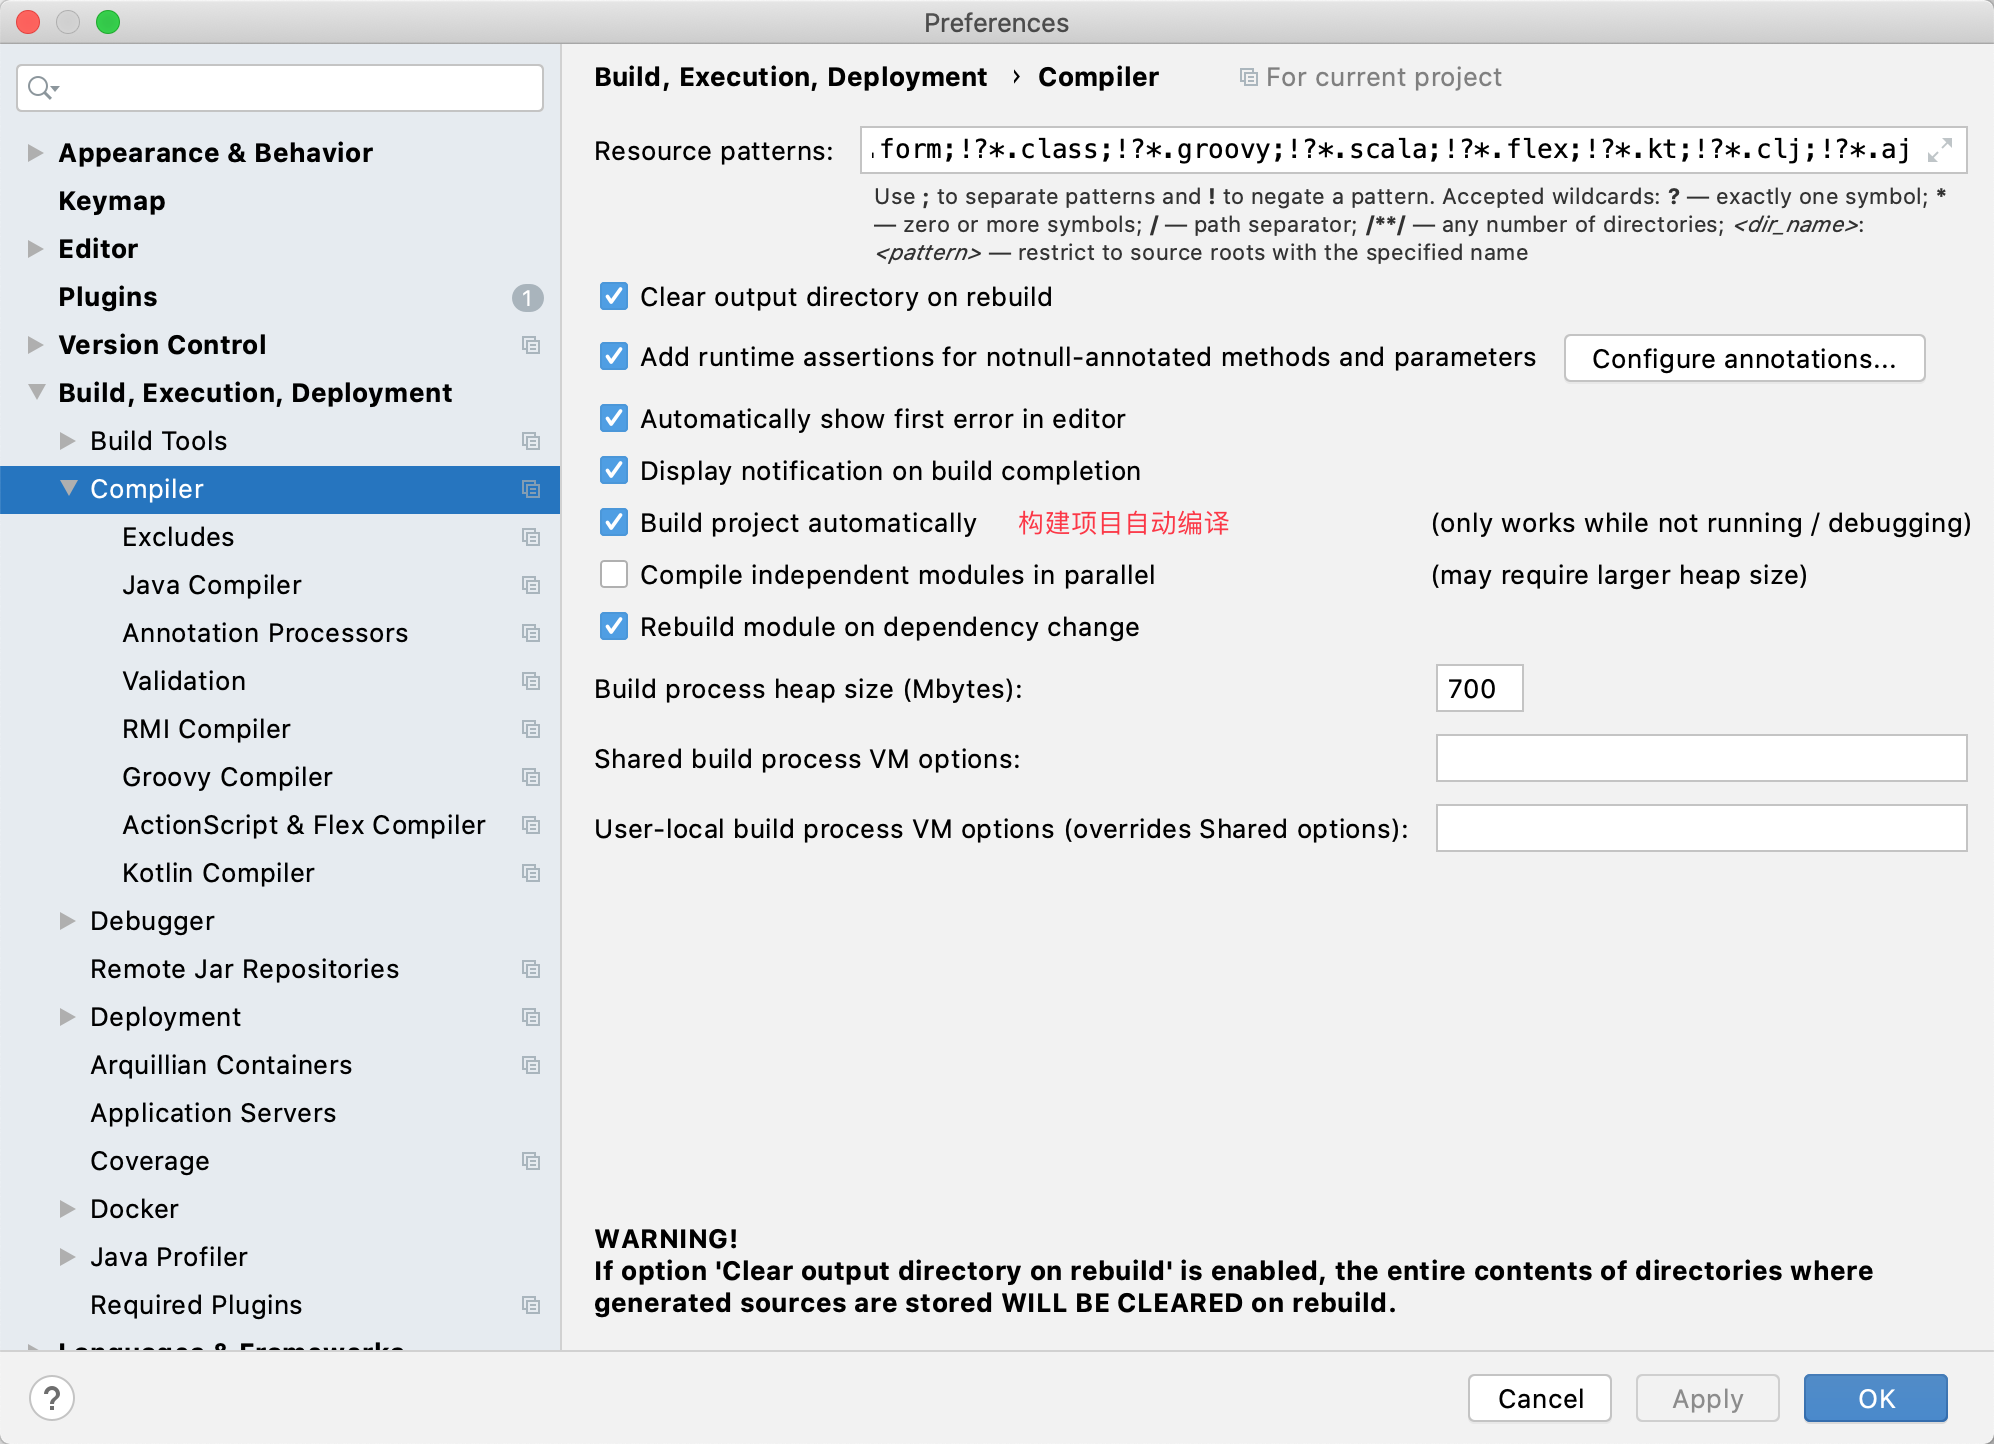 Preferences
Appearance & Behavior
Keymap
Editor
Plugins
1
Version Control
Build, Execution, Deployment
Build Tools
Compiler
Excludes
Java Compiler
Annotation Processors
Validation
RMI Compiler
Groovy Compiler
ActionScript & Flex Compiler
Kotlin Compiler
Debugger
Remote Jar Repositories
Deployment
Arquillian Containers
Application Servers
Coverage
Docker
Java Profiler
Required Plugins
Languages & Frameworks
Build, Execution, Deployment › Compiler
For current project
Resource patterns:
.form;!?*.class;!?*.groovy;!?*.scala;!?*.flex;!?*.kt;!?*.clj;!?*.aj
Use ; to separate patterns and ! to negate a pattern. Accepted wildcards: ? — exactly one symbol; *
— zero or more symbols; / — path separator; /**/ — any number of directories; <dir_name>:
<pattern> — restrict to source roots with the specified name
Clear output directory on rebuild
Add runtime assertions for notnull-annotated methods and parameters
Configure annotations...
Automatically show first error in editor
Display notification on build completion
Build project automatically
构建项目自动编译
(only works while not running / debugging)
Compile independent modules in parallel
(may require larger heap size)
Rebuild module on dependency change
Build process heap size (Mbytes):
700
Shared build process VM options:
User-local build process VM options (overrides Shared options):
WARNING!
If option 'Clear output directory on rebuild' is enabled, the entire contents of directories where
generated sources are stored WILL BE CLEARED on rebuild.
?
Cancel
Apply
OK